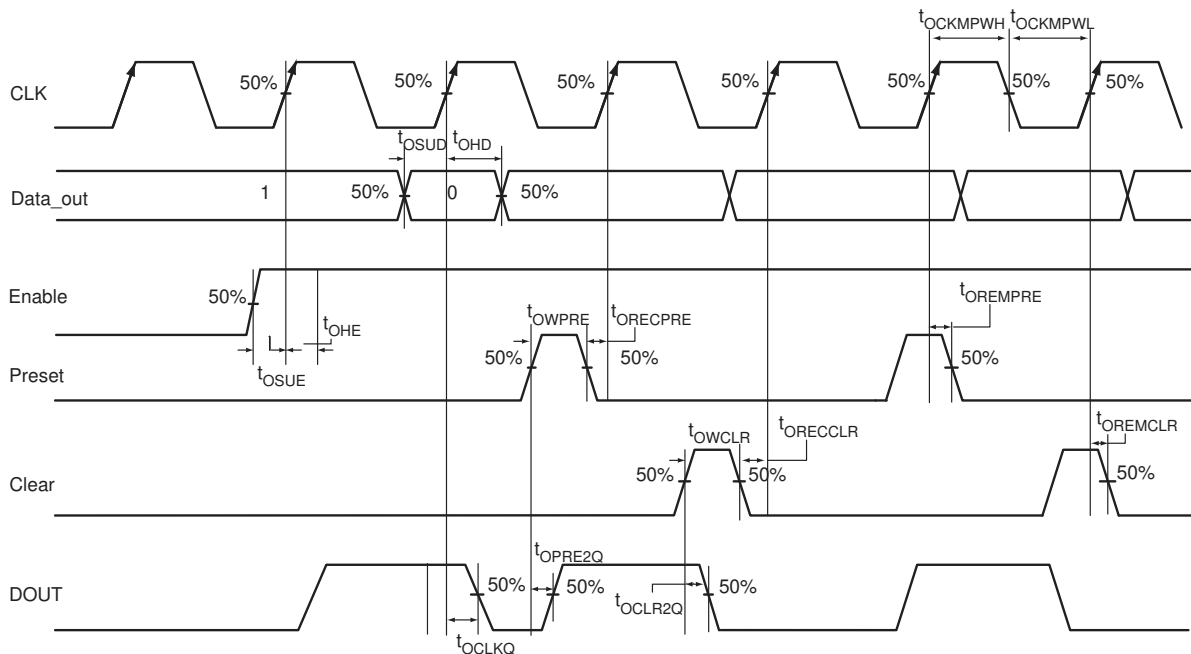 tOCKMPWH tOCKMPWL
CLK 50% 50% 50% 50% 50% 50% 50%
tOSUD tOHD
Data_out 1 50% 0 50%
Enable 50%
tOHE
tOSUE
tOWPRE tORECPRE tOREMPRE
Preset 50% 50% 50%
tOWCLR tORECCLR tOREMCLR
Clear 50% 50% 50%
tOPRE2Q
DOUT 50% 50% 50%
tOCLR2Q
tOCLKQ